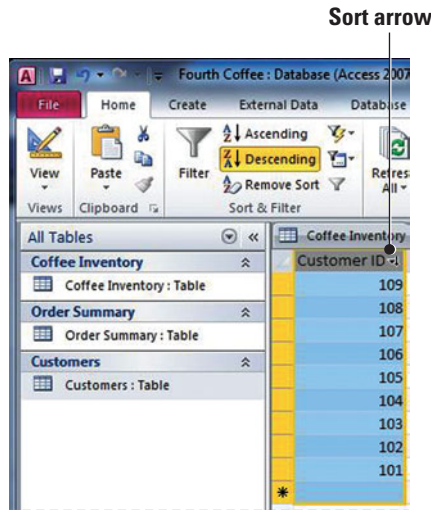 Sort arrow
A Fourth Coffee : Database (Access 2007
File Home Create External Data Database
View Paste Filter Ascending Descending Remove Sort Refres All
Views Clipboard Sort & Filter
All Tables « Coffee Inventory
Coffee Inventory Customer ID
Coffee Inventory : Table 109
Order Summary 108
Order Summary : Table 107
Customers 106
Customers : Table 105
104
103
102
101
*